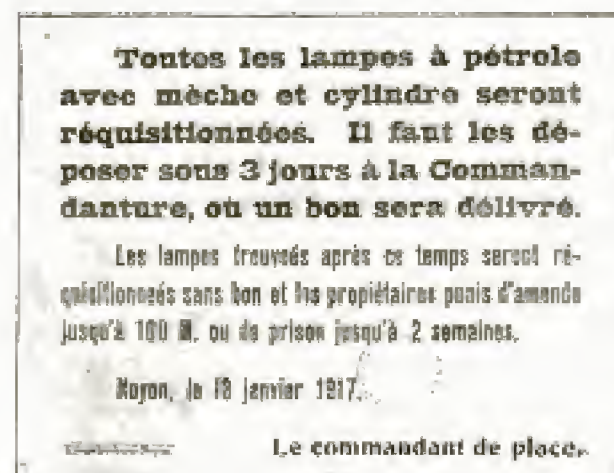 Toutes les lampes à pétrole
avec mèche et cylindre seront
réquisitionnées. Il faut les dé-
poser sous 3 jours à la Comman-
danture, où un bon sera délivré.
Les lampes trouvées après ce temps seront ré-
quisitionnées sans bon et les propiétaires punis d'amende
jusqu'à 100 M. ou de prison jusqu'à 2 semaines.
Noyon, le 18 janvier 1917.
Le commandant de place.